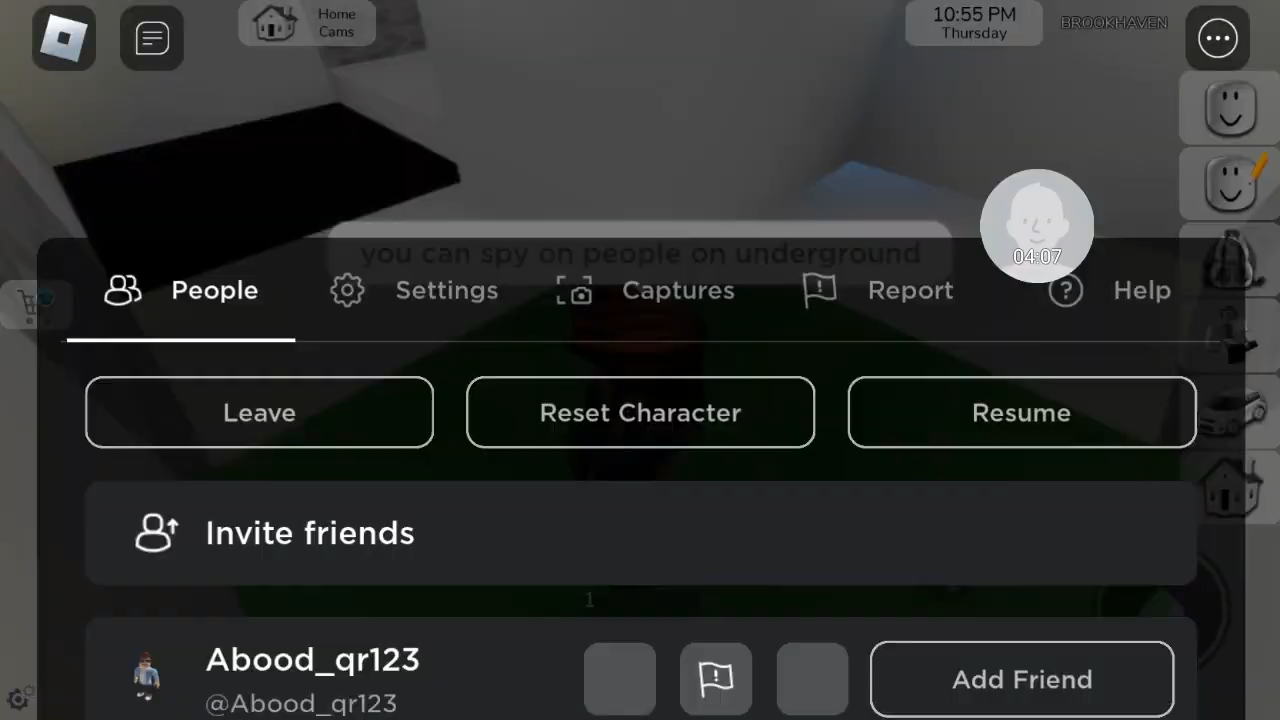 Home
Cams
10:55 PM
Thursday
BROOKHAVEN
you can spy on people on underground
04:07
People
Settings
Captures
Report
Help
Leave
Reset Character
Resume
Invite friends
1
Abood_qr123
@Abood_qr123
Add Friend